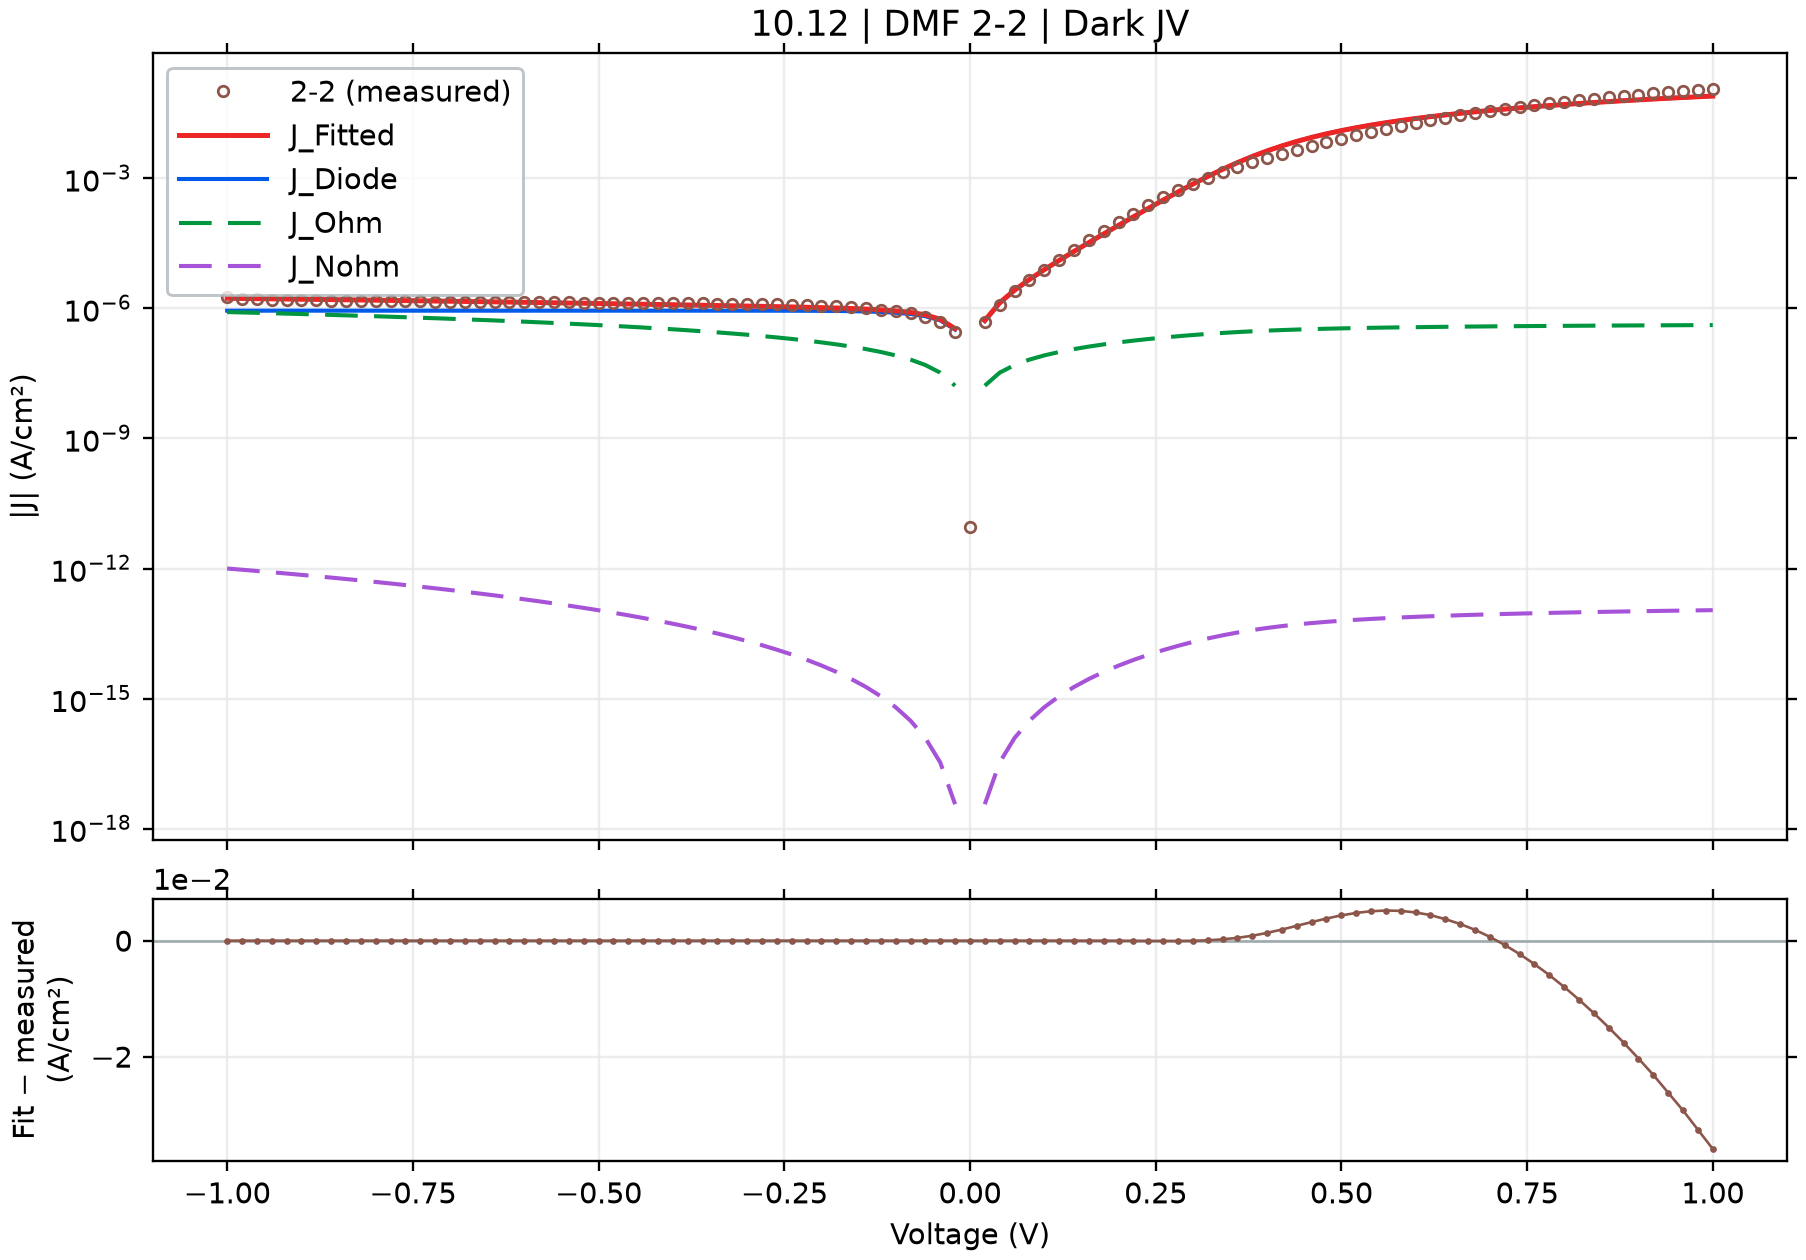 10.12 | DMF 2-2 | Dark JV
2-2 (measured)
J_Fitted
J_Diode
J_Ohm
J_Nohm
|J| (A/cm²)
10⁻³
10⁻⁶
10⁻⁹
10⁻¹²
10⁻¹⁵
10⁻¹⁸
1e−2
Fit − measured
(A/cm²)
0
−2
−1.00 −0.75 −0.50 −0.25 0.00 0.25 0.50 0.75 1.00
Voltage (V)